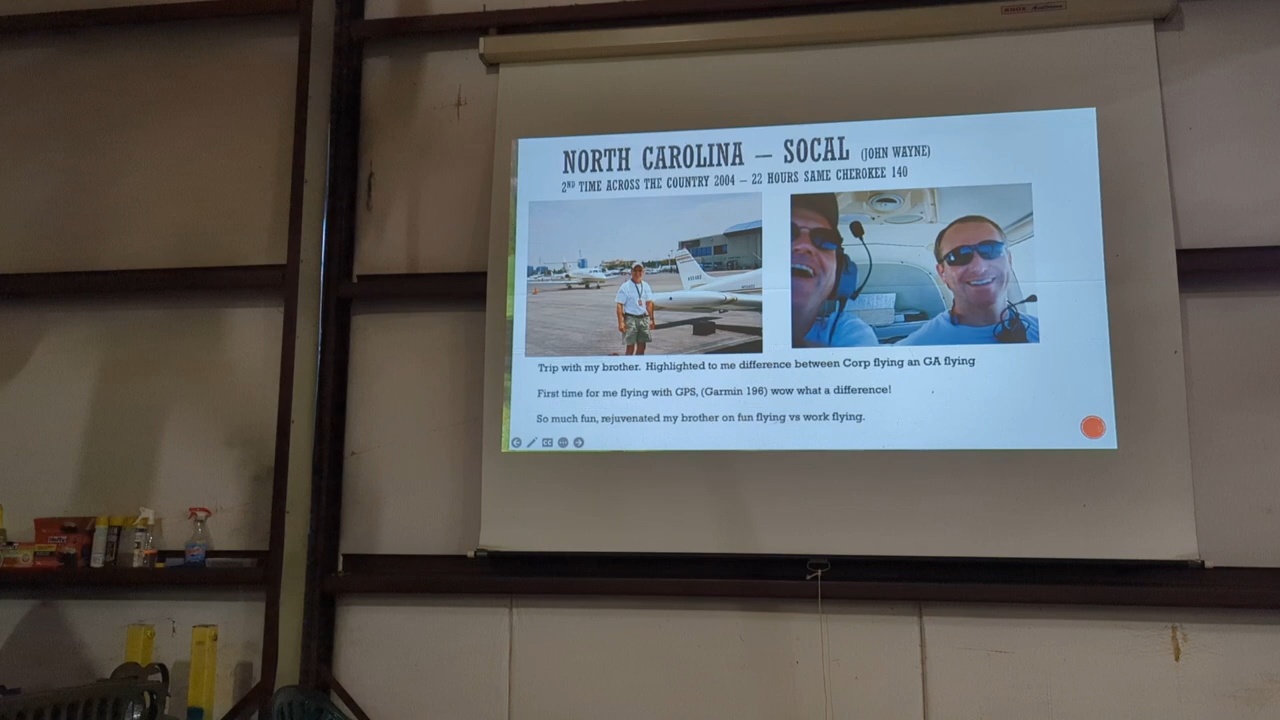 NORTH CAROLINA – SOCAL (JOHN WAYNE)
2ND TIME ACROSS THE COUNTRY 2004 – 22 HOURS SAME CHEROKEE 140
Trip with my brother. Highlighted to me difference between Corp flying an GA flying
First time for me flying with GPS, (Garmin 196) wow what a difference!
So much fun, rejuvenated my brother on fun flying vs work flying.